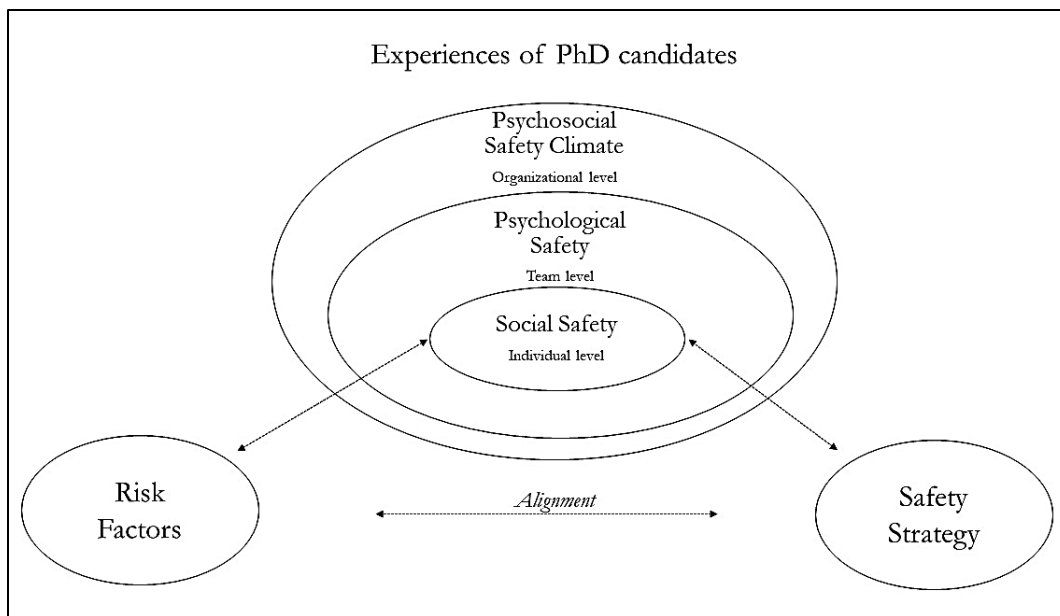 Experiences of PhD candidates
Psychosocial
Safety Climate
Organizational level
Psychological
Safety
Team level
Social Safety
Individual level
Risk
Factors
Alignment
Safety
Strategy